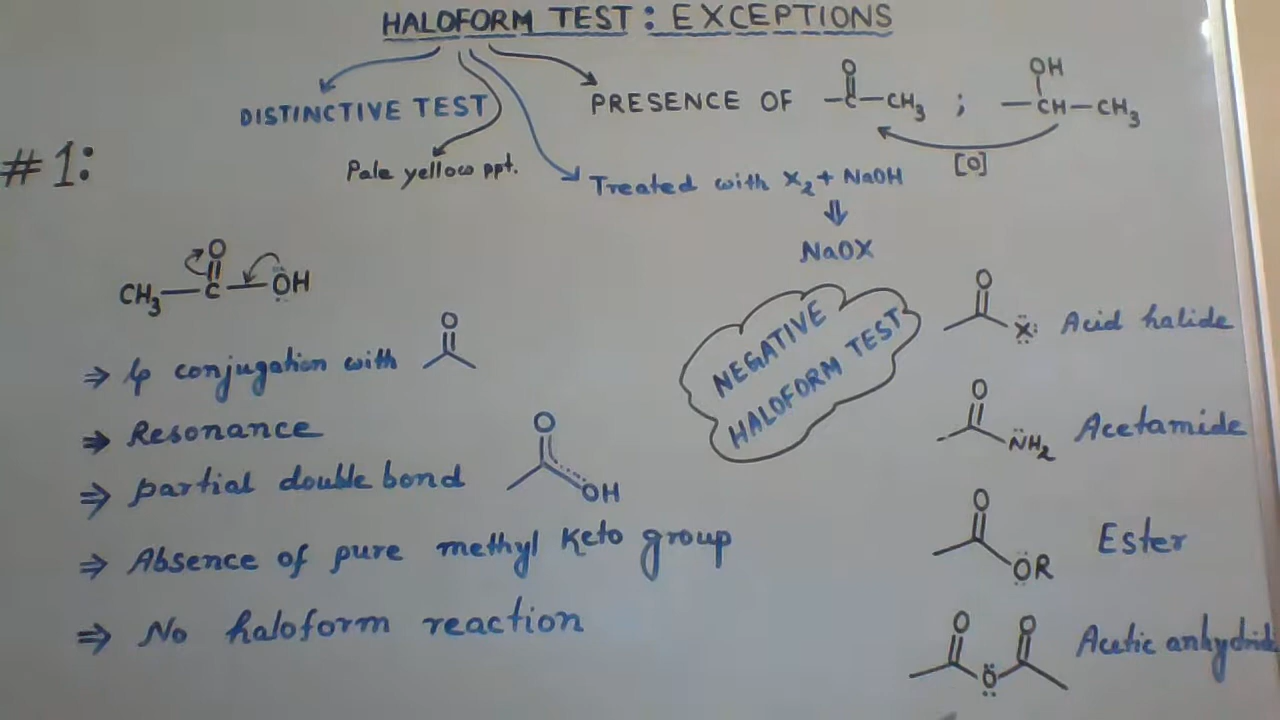 HALOFORM TEST: EXCEPTIONS
DISTINCTIVE TEST
PRESENCE OF -C-CH3 ; -CH-CH3
O
OH
[O]
Pale yellow ppt.
Treated with X2 + NaOH
⇓
NaOX
#1:
O
CH3-C-ÖH
⇒ lp conjugation with
O
⇒ Resonance
⇒ partial double bond
O
OH
⇒ Absence of pure methyl keto group
⇒ No haloform reaction
NEGATIVE
HALOFORM TEST
O
X: Acid halide
O
NH2 Acetamide
O
OR Ester
O O
O Acetic anhydrid